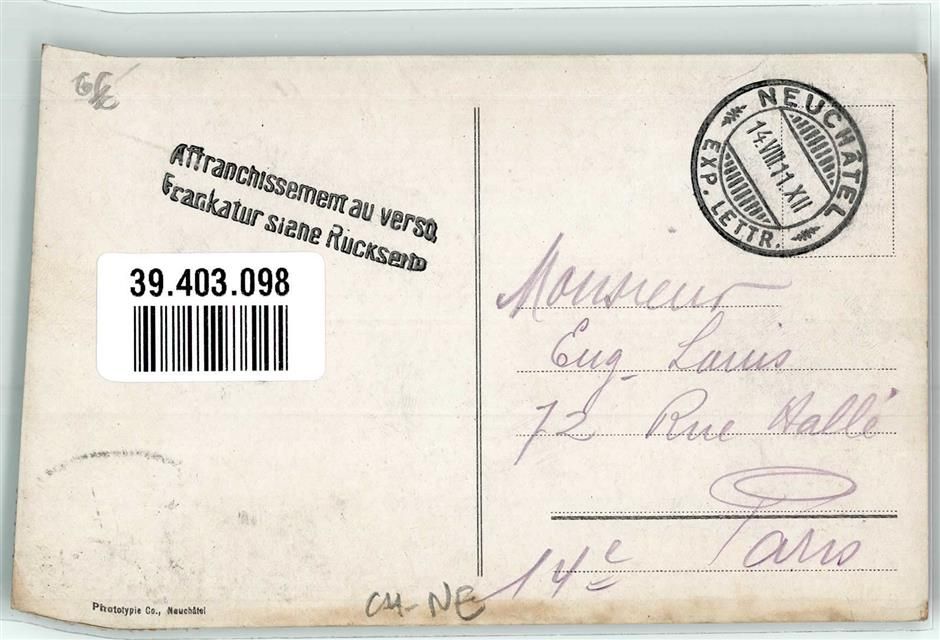 Affranchissement au verso
Frankatur siehe Rückseite
39.403.098
NEUCHÂTEL
14.VIII.11.XII
EXP. LETTR.
Monsieur
Eug. Louis
72 Rue Hallé
Paris
14e
Phototypie Co., Neuchâtel
CH-NE